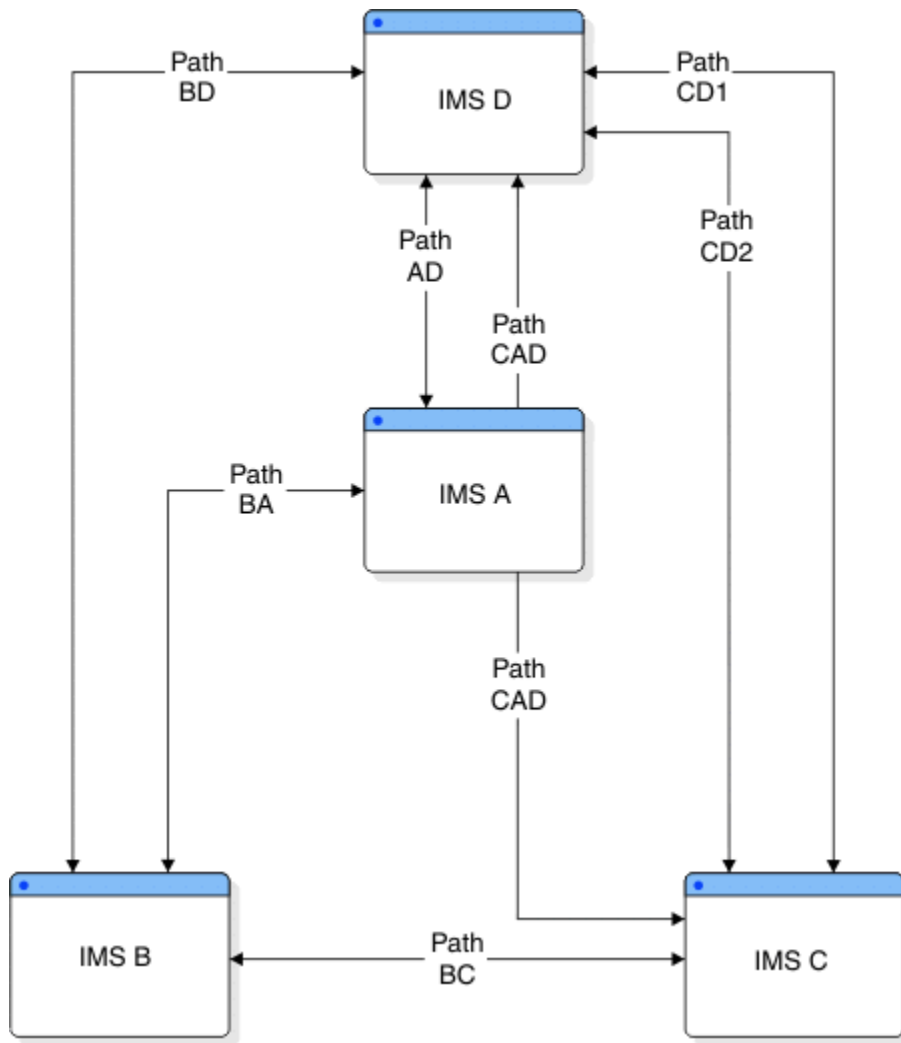 Path
BD
IMS D
Path
CD1
Path
CD2
Path
AD
Path
CAD
Path
BA
IMS A
Path
CAD
IMS B
Path
BC
IMS C